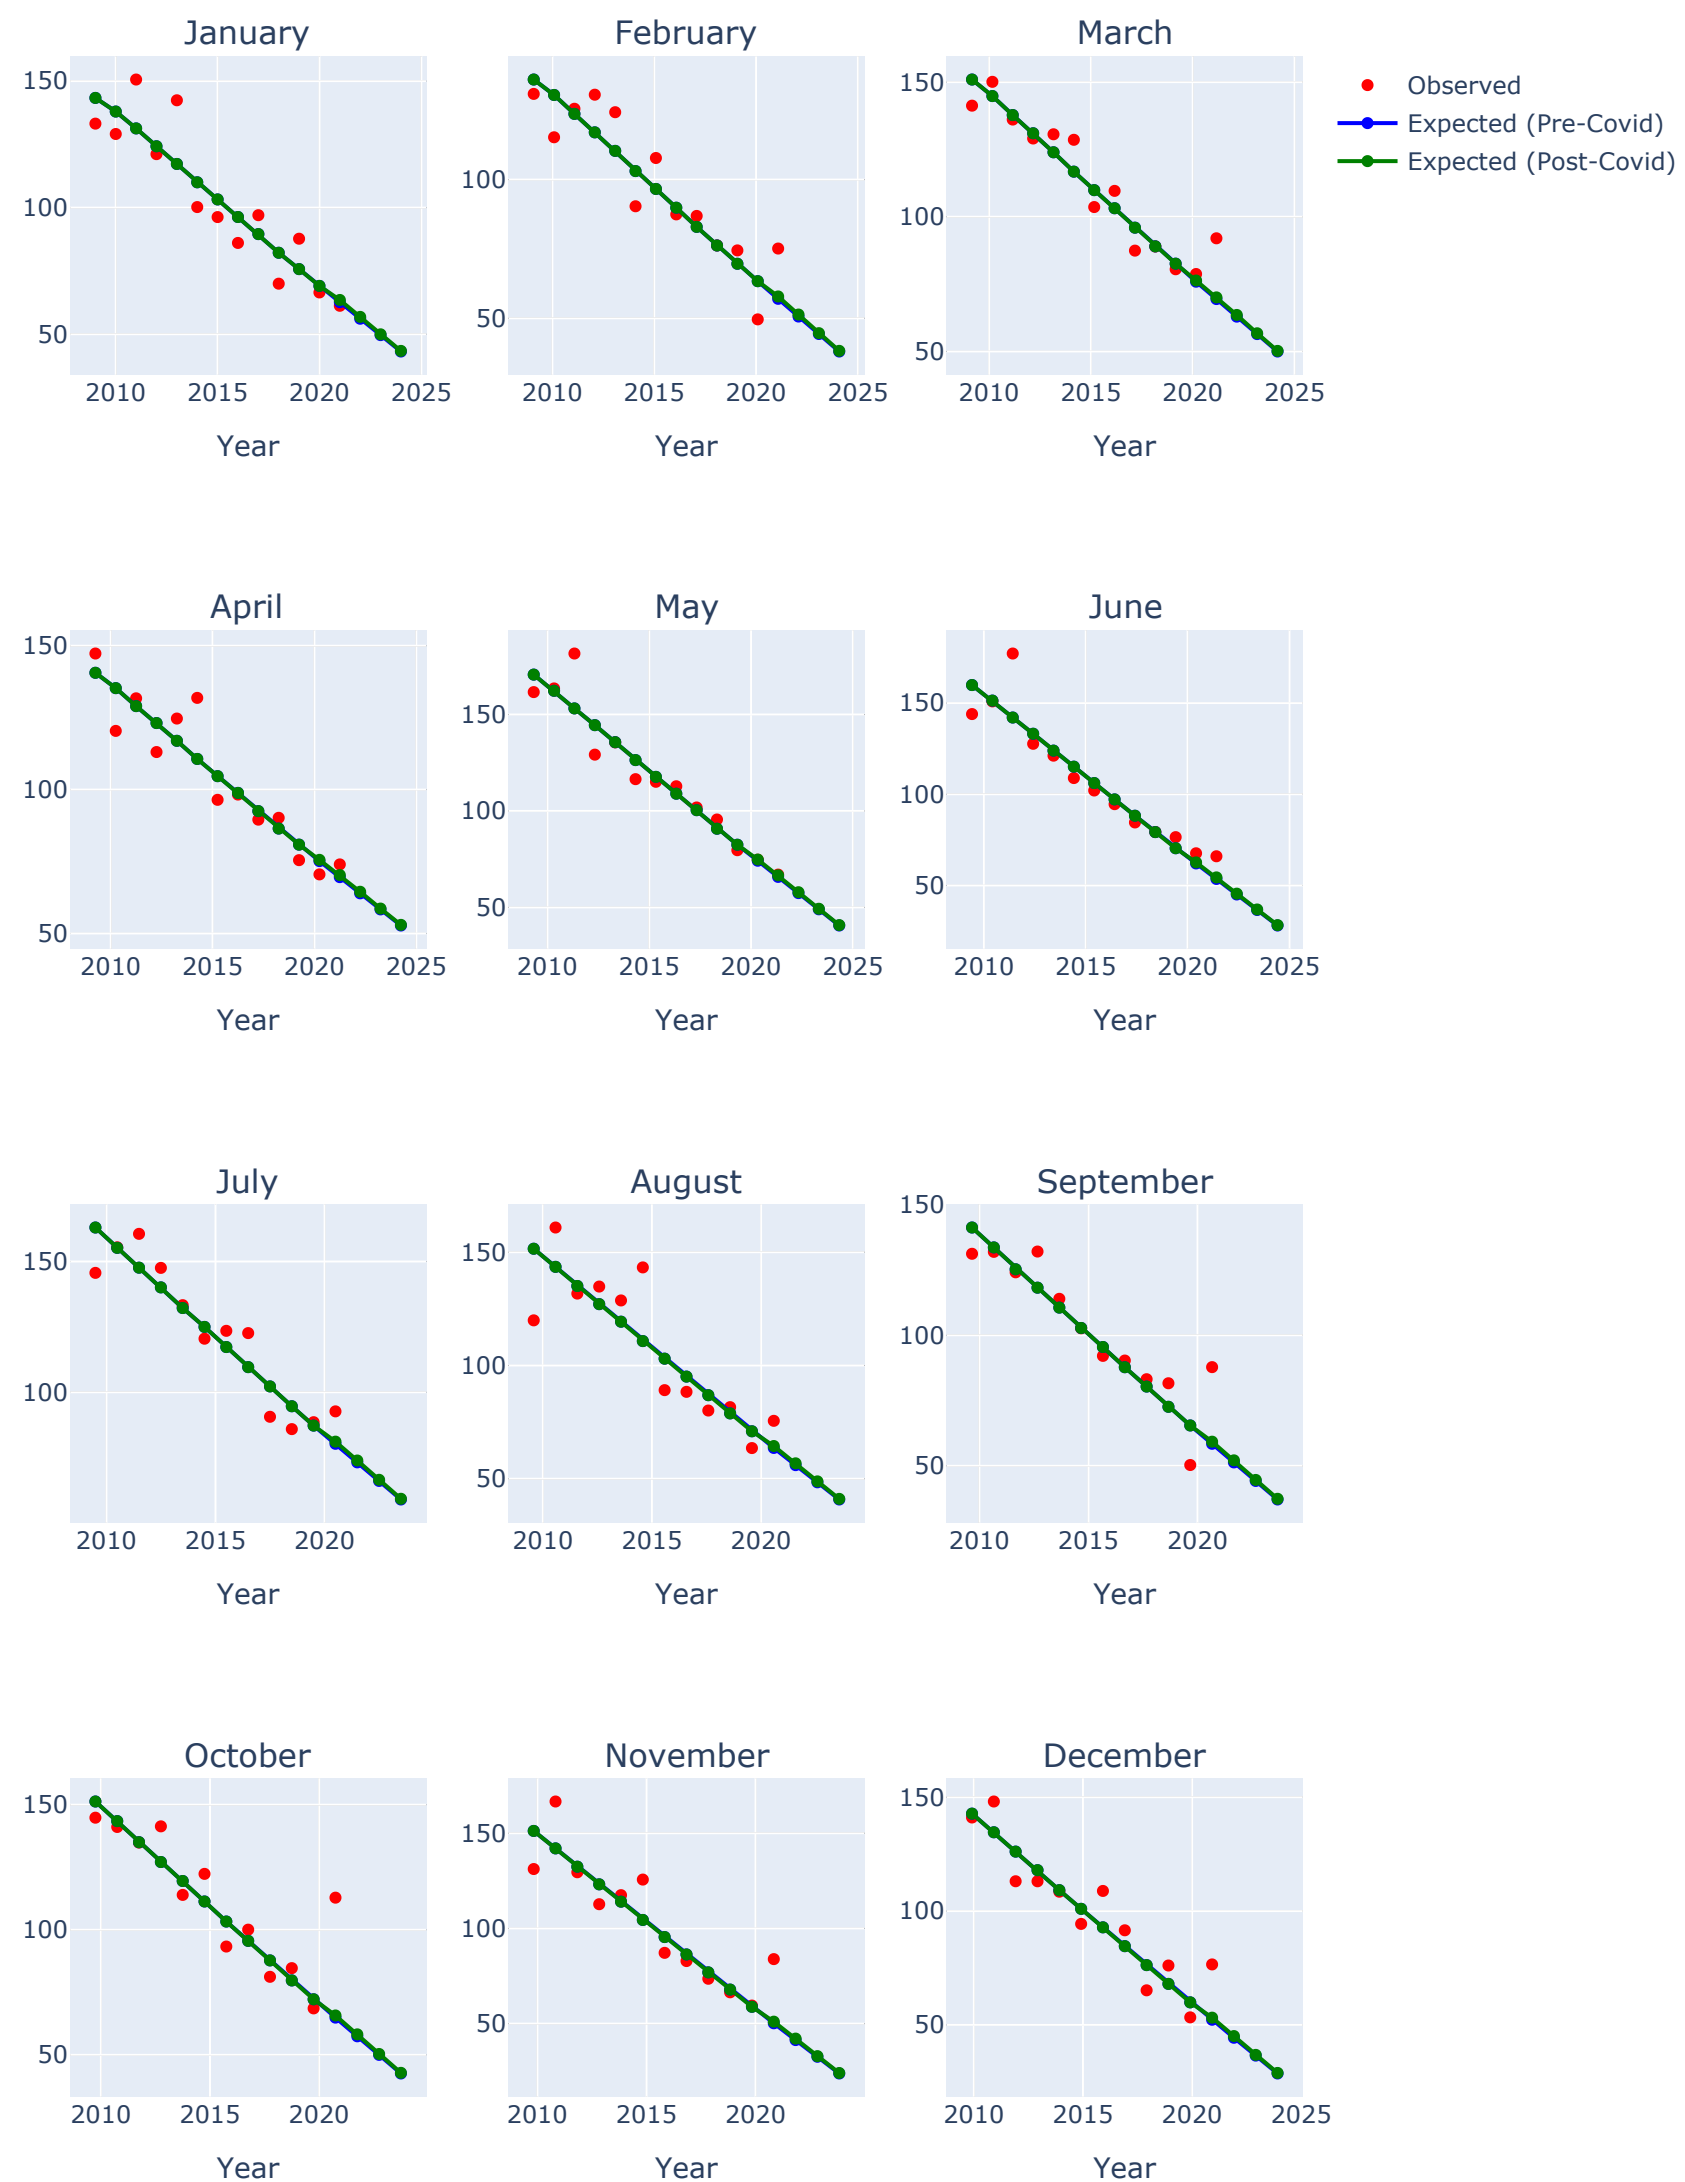 January February March
150
100
50
2010 2015 2020 2025
Year
100
50
2010 2015 2020 2025
Year
150
100
50
2010 2015 2020 2025
Year
Observed
Expected (Pre-Covid)
Expected (Post-Covid)
April May June
150
100
50
2010 2015 2020 2025
Year
150
100
50
2010 2015 2020 2025
Year
150
100
50
2010 2015 2020 2025
Year
July August September
150
100
2010 2015 2020
Year
150
100
50
2010 2015 2020
Year
150
100
50
2010 2015 2020
Year
October November December
150
100
50
2010 2015 2020
Year
150
100
50
2010 2015 2020
Year
150
100
50
2010 2015 2020 2025
Year